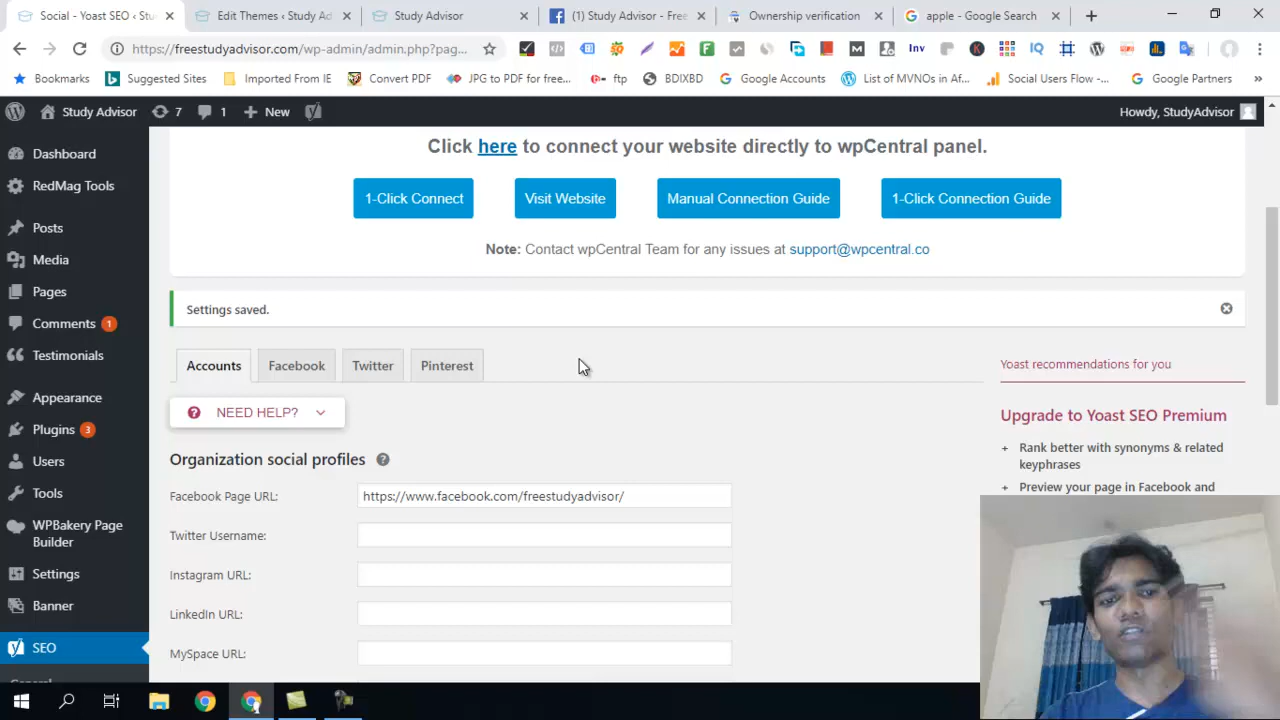 Social - Yoast SEO ‹ Stu
Edit Themes ‹ Study Ad
Study Advisor
(1) Study Advisor - Free
Ownership verification
apple - Google Search
https://freestudyadvisor.com/wp-admin/admin.php?pag...
Bookmarks
Suggested Sites
Imported From IE
Convert PDF
JPG to PDF for free...
ftp
BDIXBD
Google Accounts
List of MVNOs in Af...
Social Users Flow -...
Google Partners
Study Advisor
7
1
New
Howdy, StudyAdvisor
Dashboard
RedMag Tools
Posts
Media
Pages
Comments 1
Testimonials
Appearance
Plugins 3
Users
Tools
WPBakery Page
Builder
Settings
Banner
SEO
Click here to connect your website directly to wpCentral panel.
1-Click Connect
Visit Website
Manual Connection Guide
1-Click Connection Guide
Note: Contact wpCentral Team for any issues at support@wpcentral.co
Settings saved.
Accounts
Facebook
Twitter
Pinterest
NEED HELP?
Organization social profiles
Facebook Page URL:
https://www.facebook.com/freestudyadvisor/
Twitter Username:
Instagram URL:
LinkedIn URL:
MySpace URL:
Yoast recommendations for you
Upgrade to Yoast SEO Premium
+ Rank better with synonyms & related
keyphrases
+ Preview your page in Facebook and